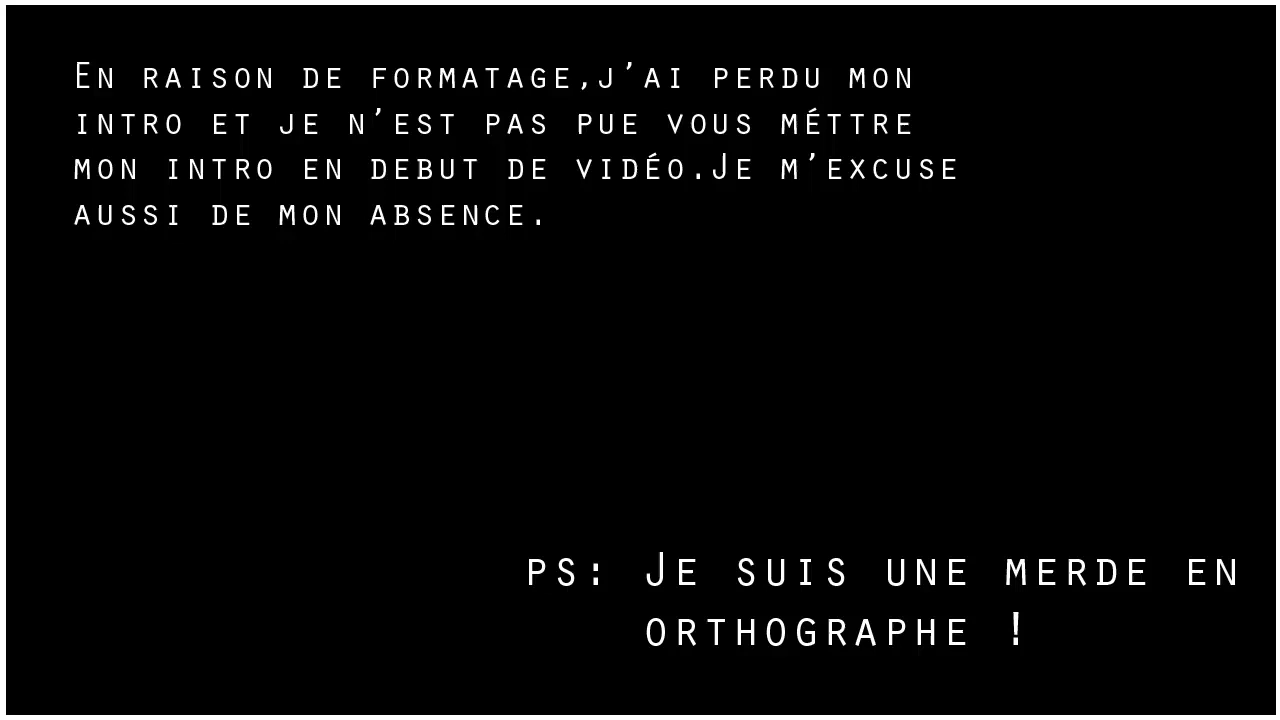 En raison de formatage,j'ai perdu mon
intro et je n'est pas pue vous méttre
mon intro en debut de vidéo.Je m'excuse
aussi de mon absence.
ps: Je suis une merde en
orthographe !